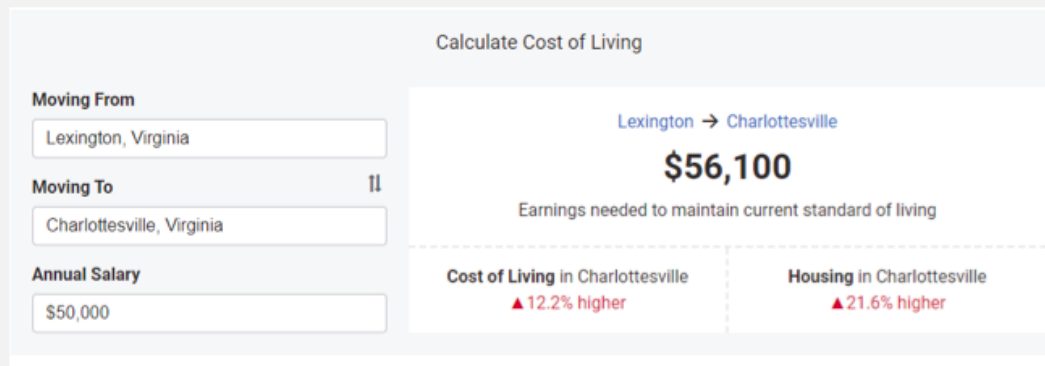 Calculate Cost of Living
Moving From
Lexington, Virginia
Moving To
Charlottesville, Virginia
Annual Salary
$50,000
Lexington → Charlottesville
$56,100
Earnings needed to maintain current standard of living
Cost of Living in Charlottesville
▲12.2% higher
Housing in Charlottesville
▲21.6% higher